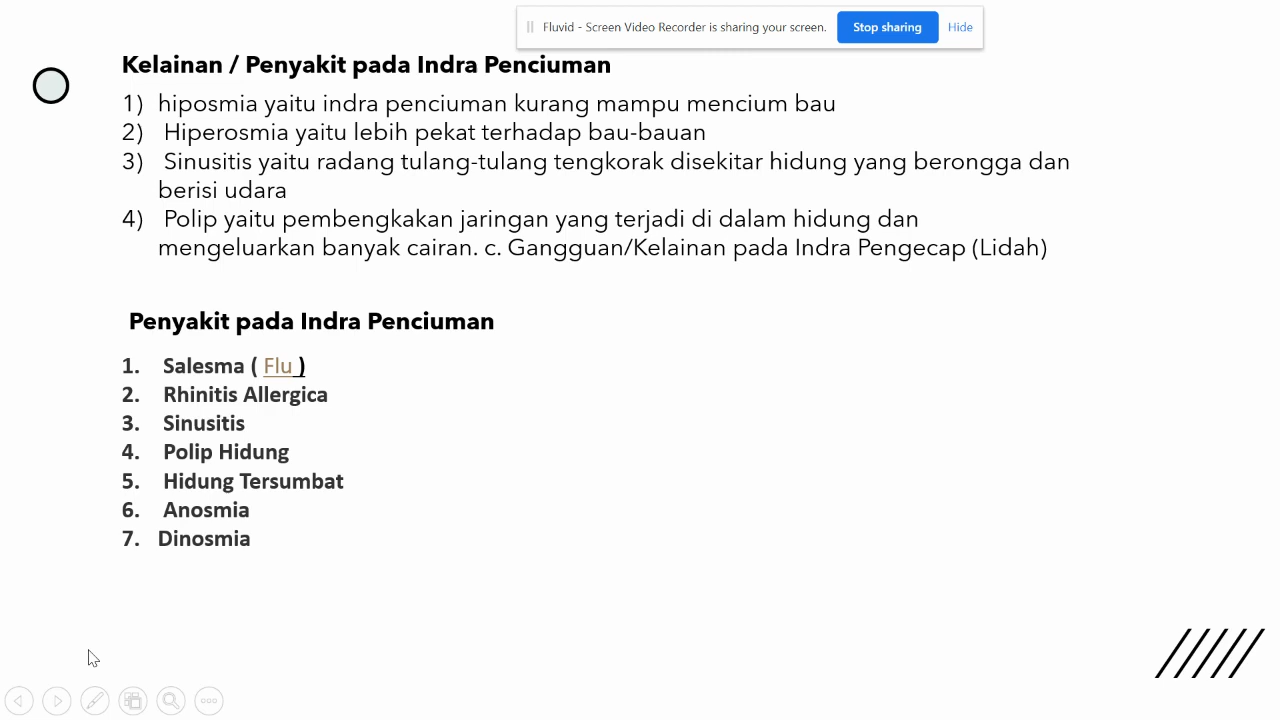 Fluvid - Screen Video Recorder is sharing your screen. Stop sharing Hide
Kelainan / Penyakit pada Indra Penciuman
1) hiposmia yaitu indra penciuman kurang mampu mencium bau
2) Hiperosmia yaitu lebih pekat terhadap bau-bauan
3) Sinusitis yaitu radang tulang-tulang tengkorak disekitar hidung yang berongga dan
berisi udara
4) Polip yaitu pembengkakan jaringan yang terjadi di dalam hidung dan
mengeluarkan banyak cairan. c. Gangguan/Kelainan pada Indra Pengecap (Lidah)
Penyakit pada Indra Penciuman
1. Salesma ( Flu )
2. Rhinitis Allergica
3. Sinusitis
4. Polip Hidung
5. Hidung Tersumbat
6. Anosmia
7. Dinosmia